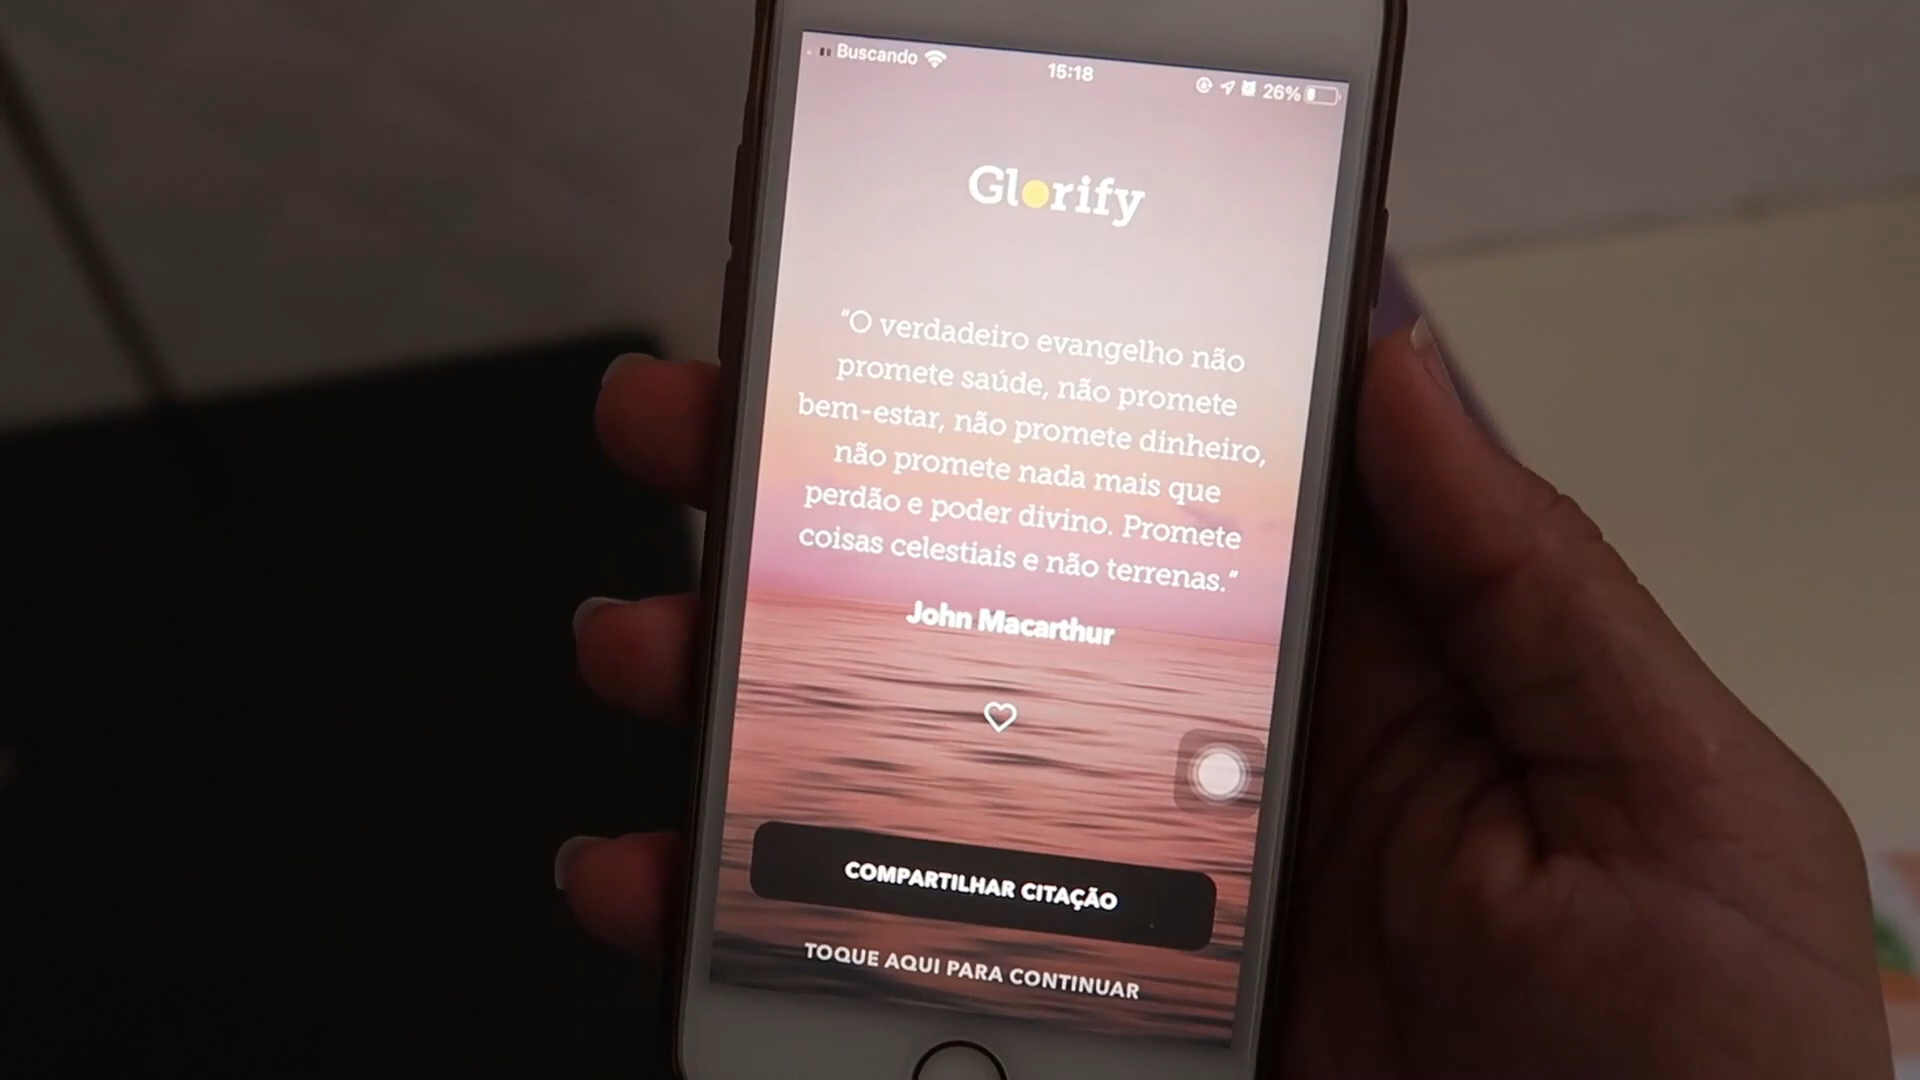 Buscando
15:18
26%
Glorify
“O verdadeiro evangelho não
promete saúde, não promete
bem-estar, não promete dinheiro,
não promete nada mais que
perdão e poder divino. Promete
coisas celestiais e não terrenas.”
John Macarthur
COMPARTILHAR CITAÇÃO
TOQUE AQUI PARA CONTINUAR